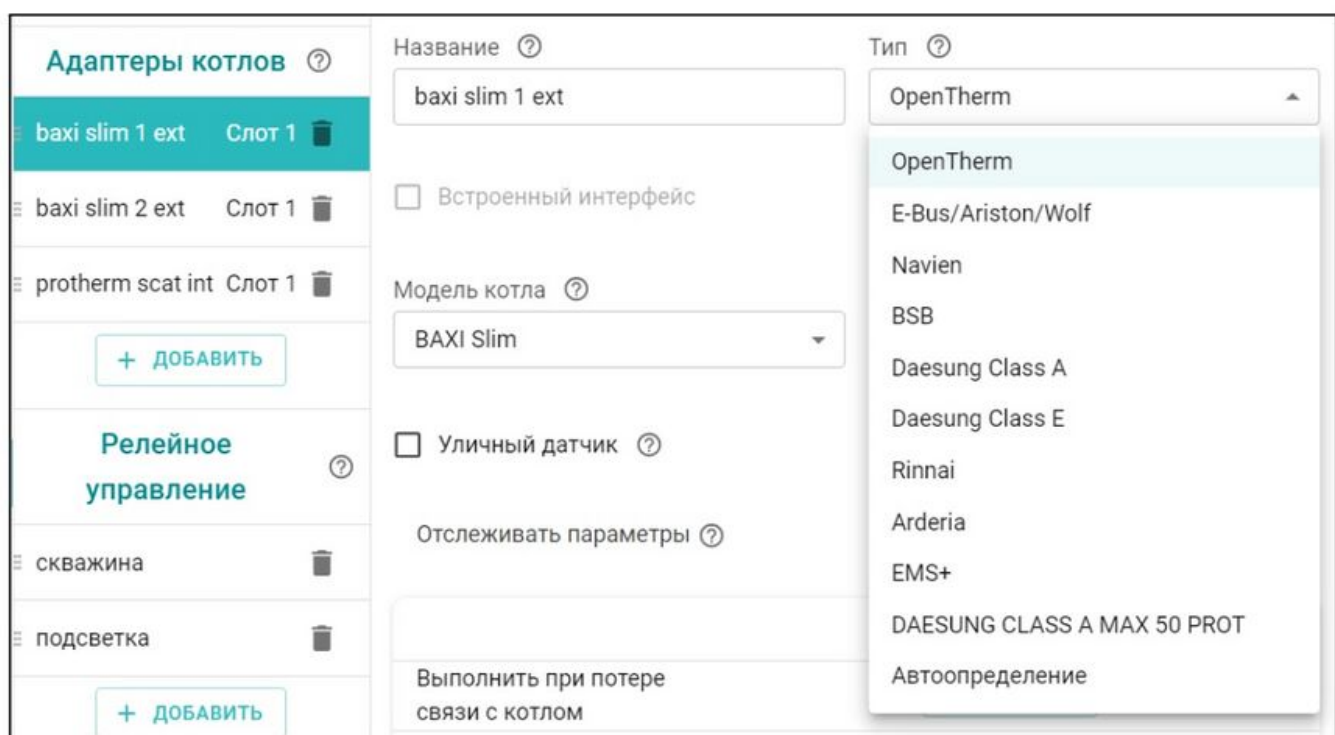 Адаптеры котлов
baxi slim 1 ext Слот 1
baxi slim 2 ext Слот 1
protherm scat int Слот 1
+ ДОБАВИТЬ
Релейное
управление
скважина
подсветка
+ ДОБАВИТЬ
Название
baxi slim 1 ext
Встроенный интерфейс
Модель котла
BAXI Slim
Уличный датчик
Отслеживать параметры
Выполнить при потере
связи с котлом
Тип
OpenTherm
OpenTherm
E-Bus/Ariston/Wolf
Navien
BSB
Daesung Class A
Daesung Class E
Rinnai
Arderia
EMS+
DAESUNG CLASS A MAX 50 PROT
Автоопределение